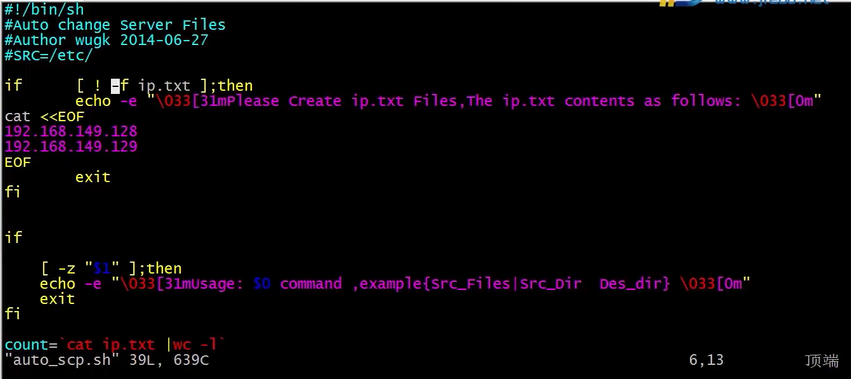 #!/bin/sh
#Auto change Server Files
#Author wugk 2014-06-27
#SRC=/etc/
if      [ ! -f ip.txt ];then
        echo -e "\033[31mPlease Create ip.txt Files,The ip.txt contents as follows: \033[0m"
cat <<EOF
192.168.149.128
192.168.149.129
EOF
        exit
fi
if
    [ -z "$1" ];then
    echo -e "\033[31mUsage: $0 command ,example{Src_Files|Src_Dir  Des_dir} \033[0m"
    exit
fi
count=`cat ip.txt |wc -l`
"auto_scp.sh" 39L, 639C                                       6,13         顶端